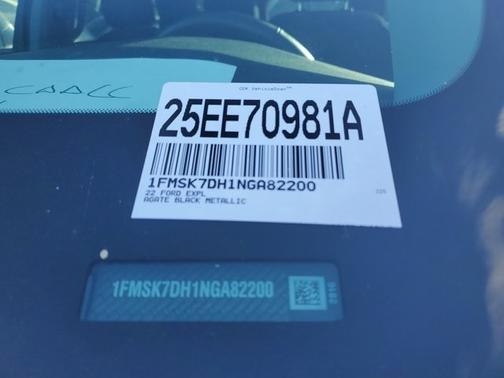 25EE70981A
1FMSK7DH1NGA82200
22 FORD EXPL
AGATE BLACK METALLIC
1FMSK7DH1NGA82200